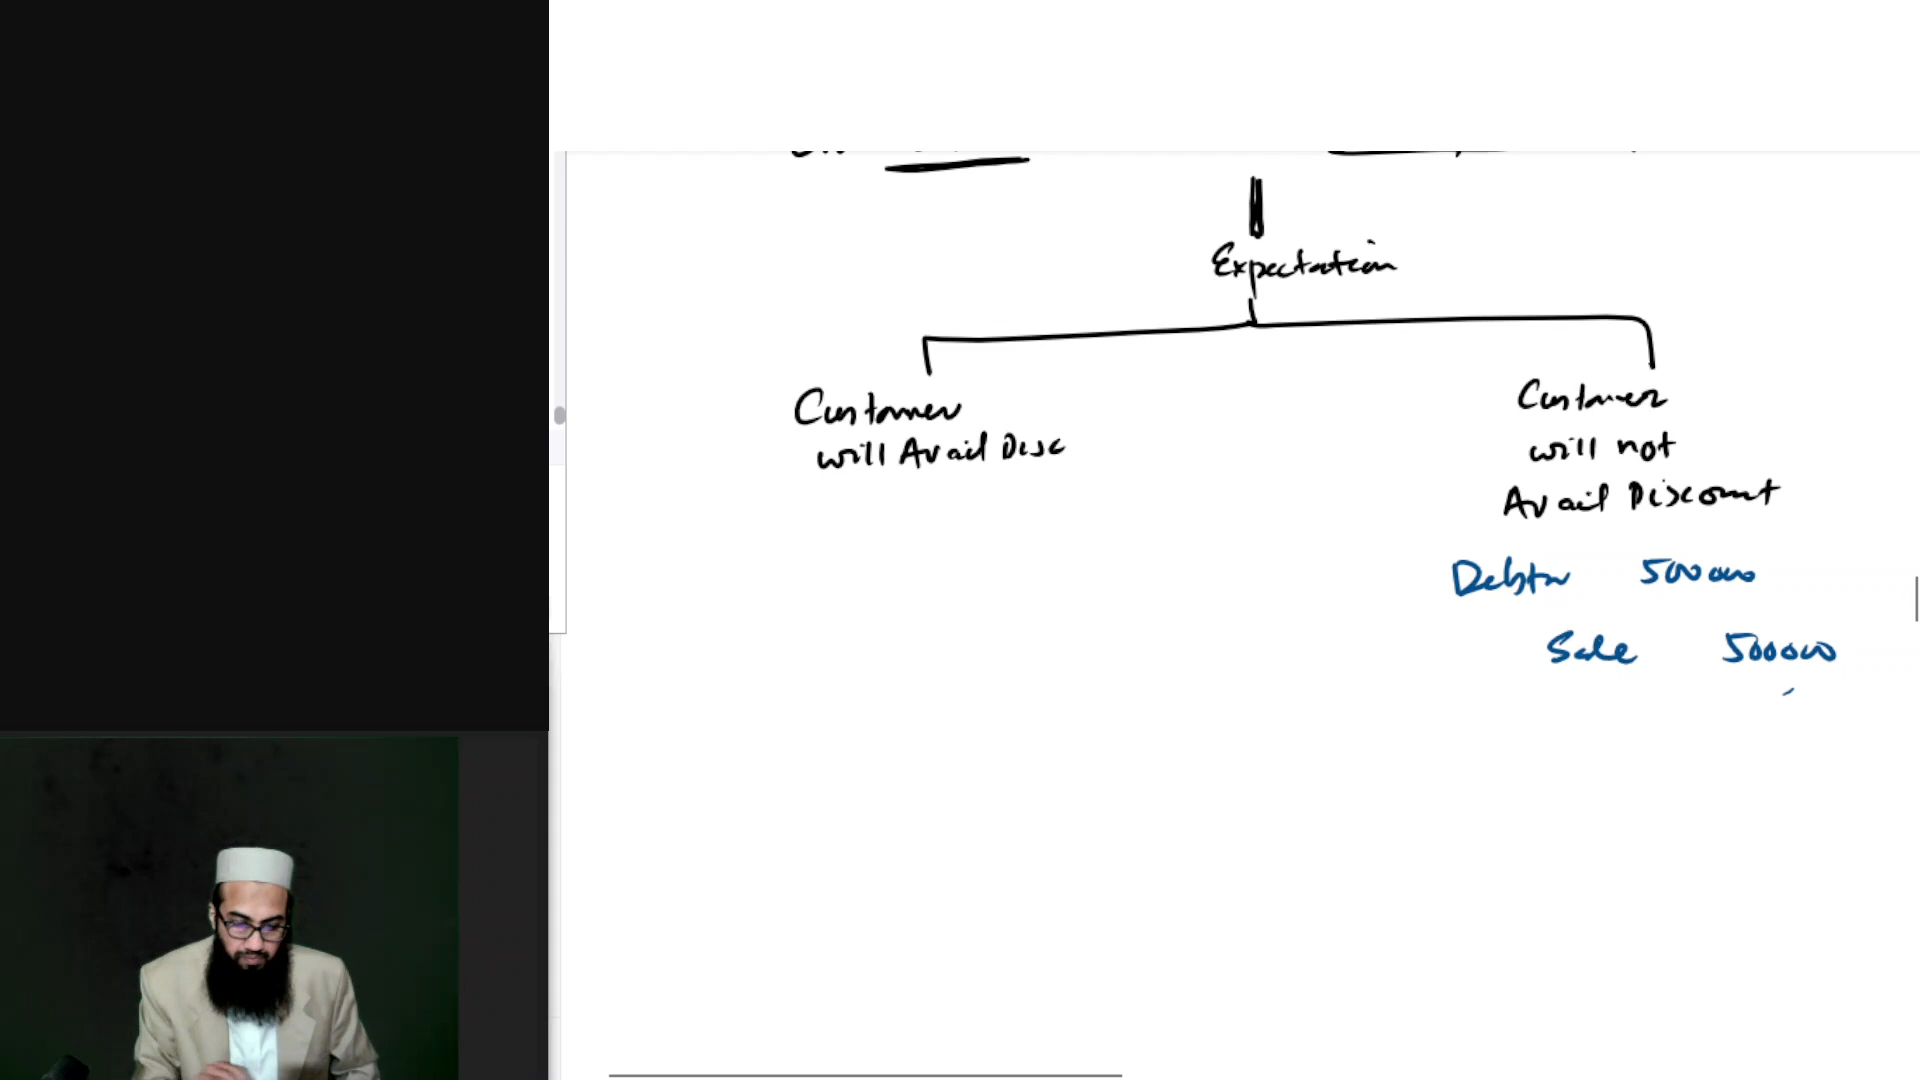 Expectation
Customer
will Avail Disc
Customer
will not
Avail Discount
Debtor 500000
Sale 500000